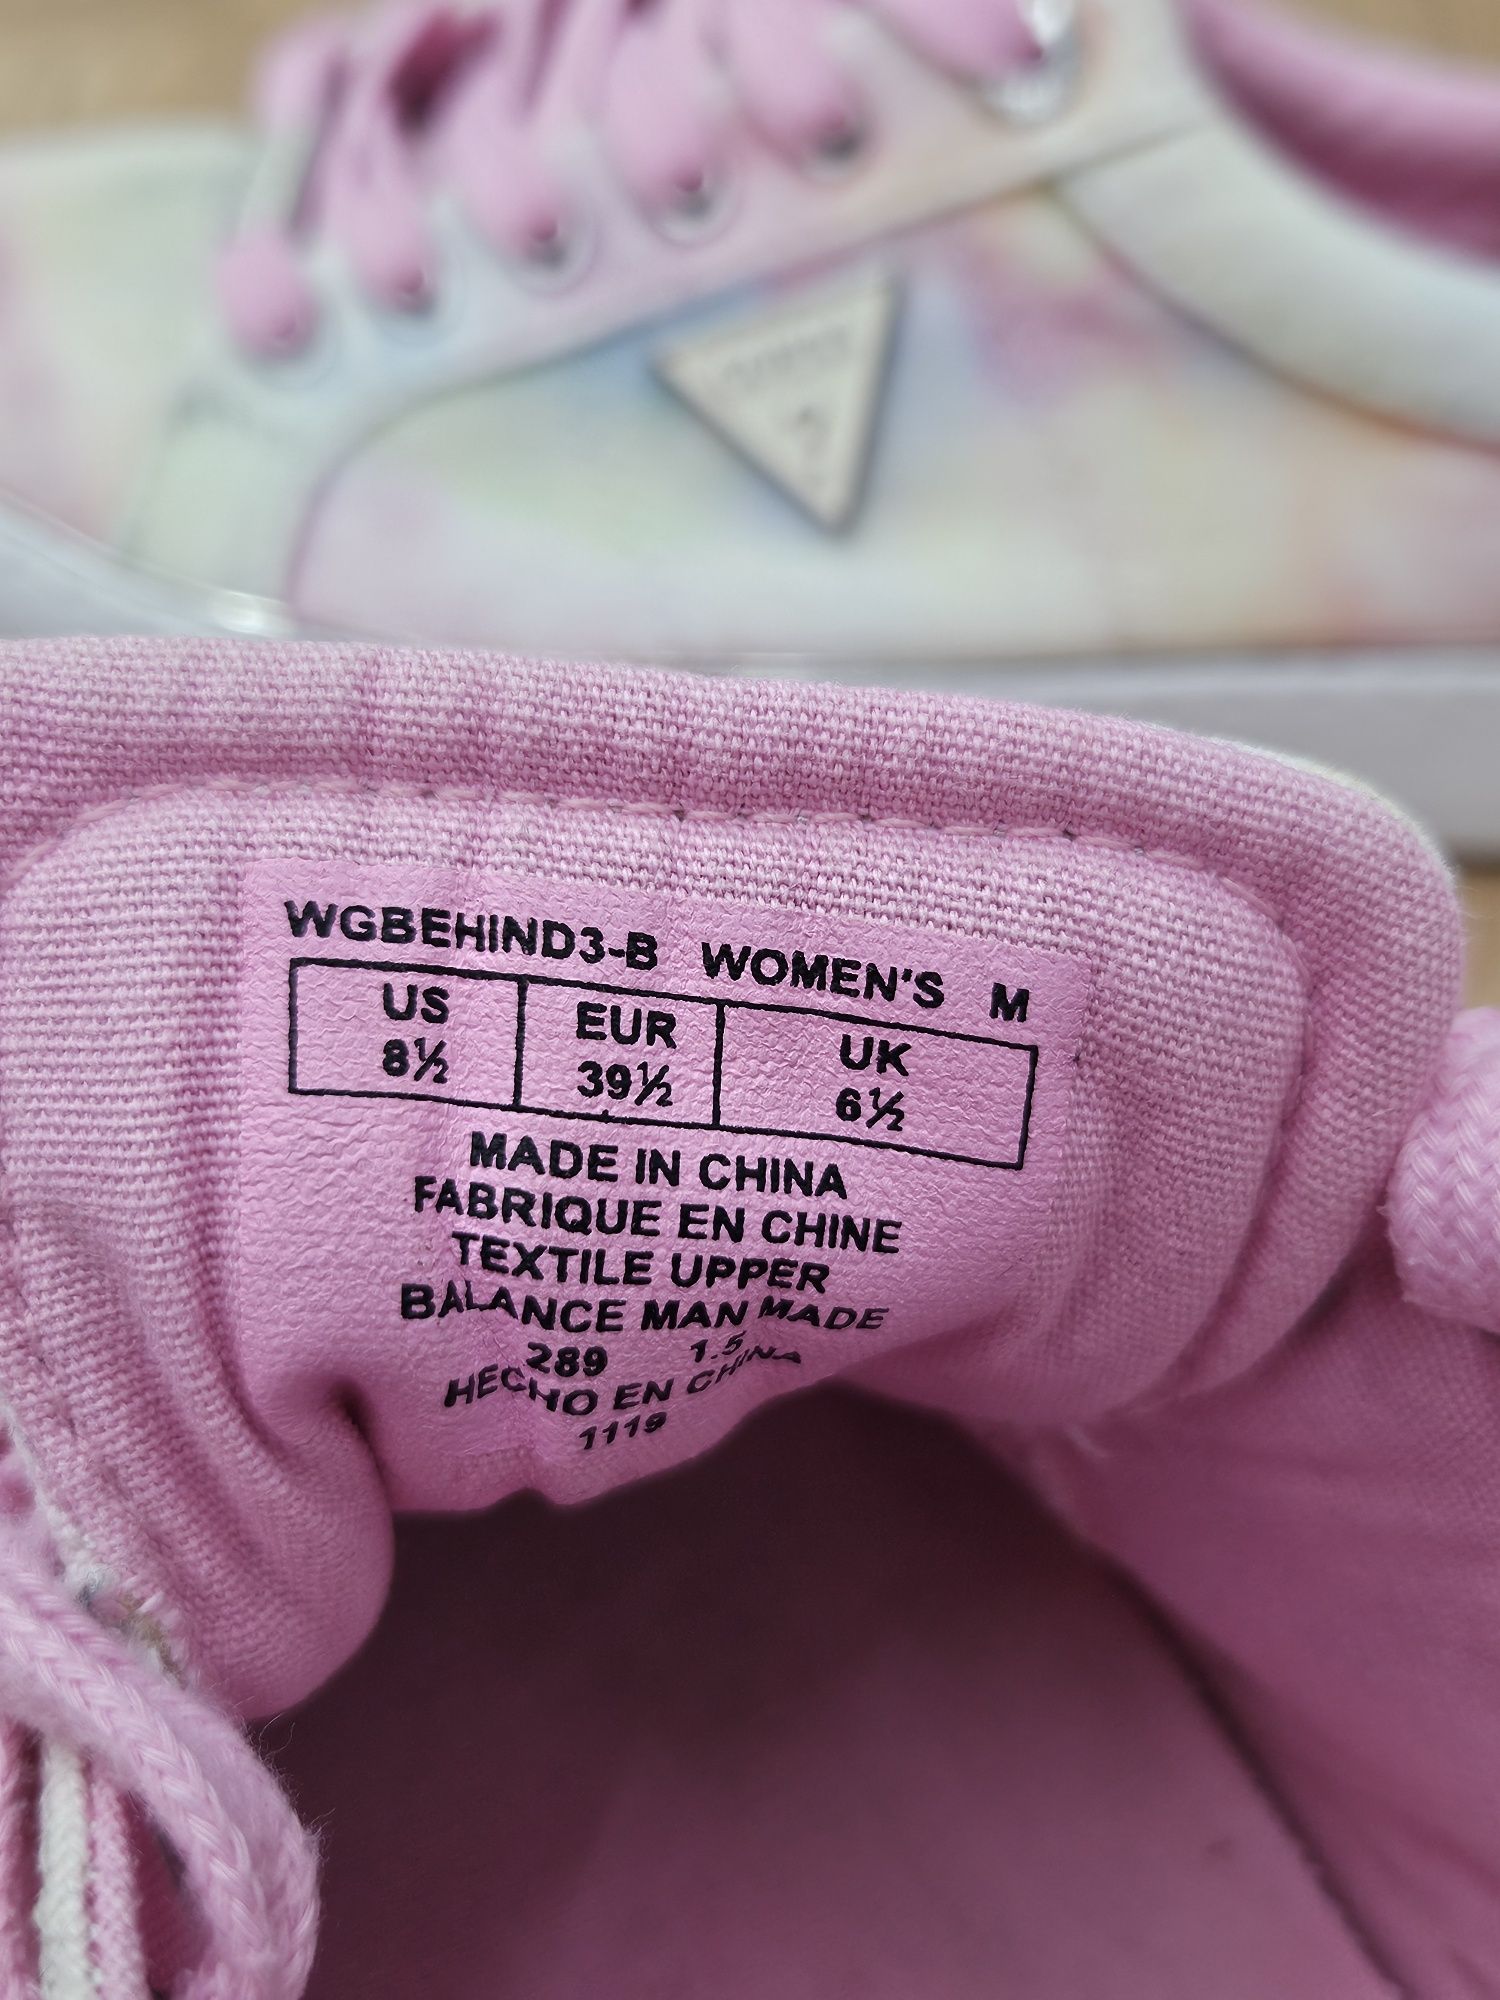 WGBEHIND3-B WOMEN'S M
US EUR UK
8½ 39½ 6½
MADE IN CHINA
FABRIQUE EN CHINE
TEXTILE UPPER
BALANCE MAN MADE
289 1.5
HECHO EN CHINA
1119